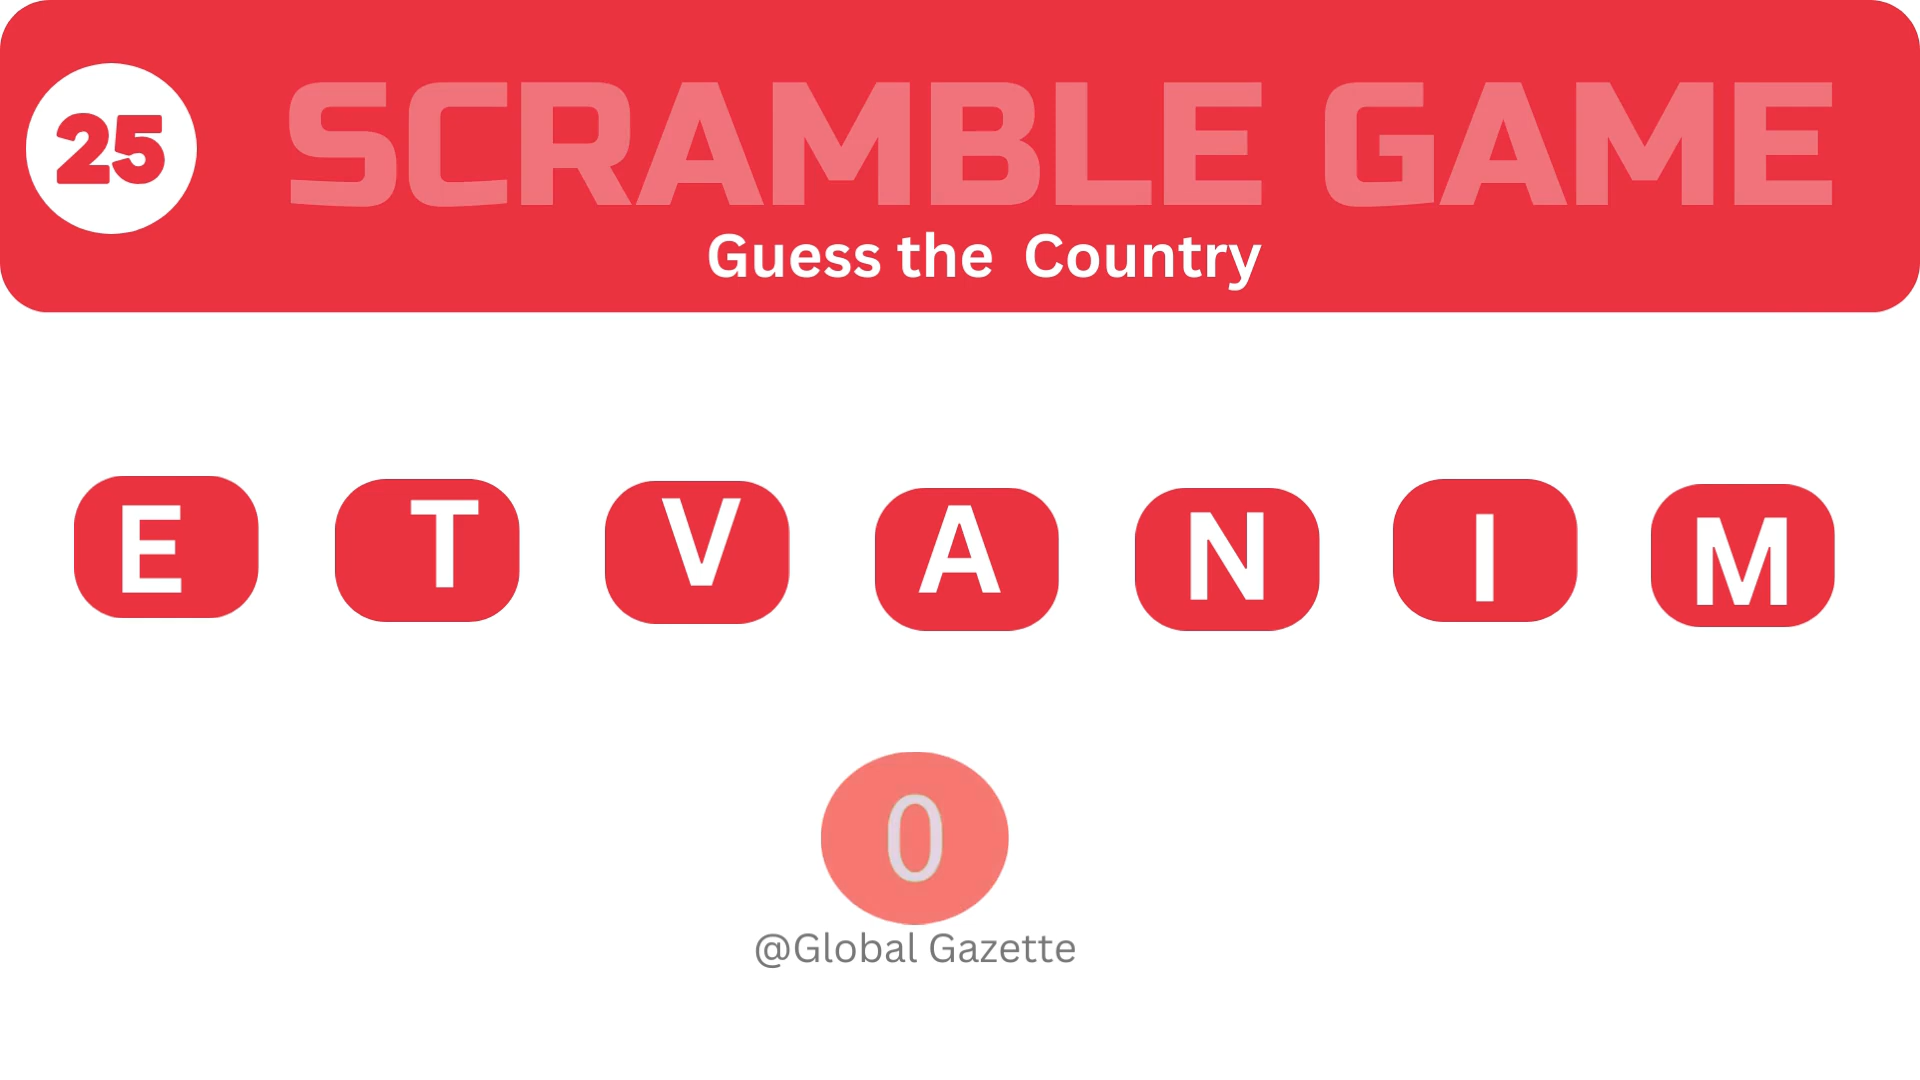 25
SCRAMBLE GAME
Guess the Country
E T V A N I M
0
@Global Gazette